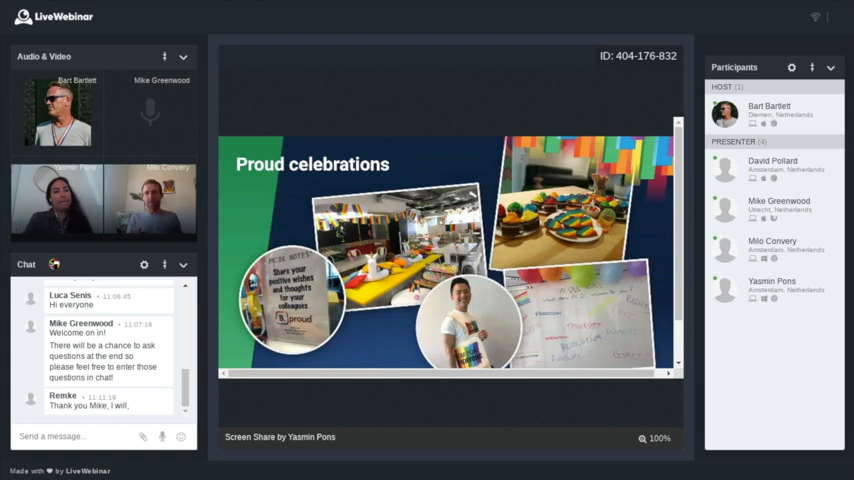 LiveWebinar
Audio & Video
Bart Bartlett
Mike Greenwood
Yasmin Pons
Milo Convery
Chat
Luca Senis • 11:06:45
Hi everyone
Mike Greenwood • 11:07:16
Welcome on in!
There will be a chance to ask
questions at the end so
please feel free to enter those
questions in chat!
Remke • 11:11:19
Thank you Mike, I will,
Send a message...
Made with ❤ by LiveWebinar
ID: 404-176-832
Proud celebrations
PRIDE NOTES
Share your
positive wishes
and thoughts
for your
colleagues
B.proud
Screen Share by Yasmin Pons
100%
Participants
HOST (1)
Bart Bartlett
Diemen, Netherlands
PRESENTER (4)
David Pollard
Amsterdam, Netherlands
Mike Greenwood
Utrecht, Netherlands
Milo Convery
Amsterdam, Netherlands
Yasmin Pons
Amsterdam, Netherlands